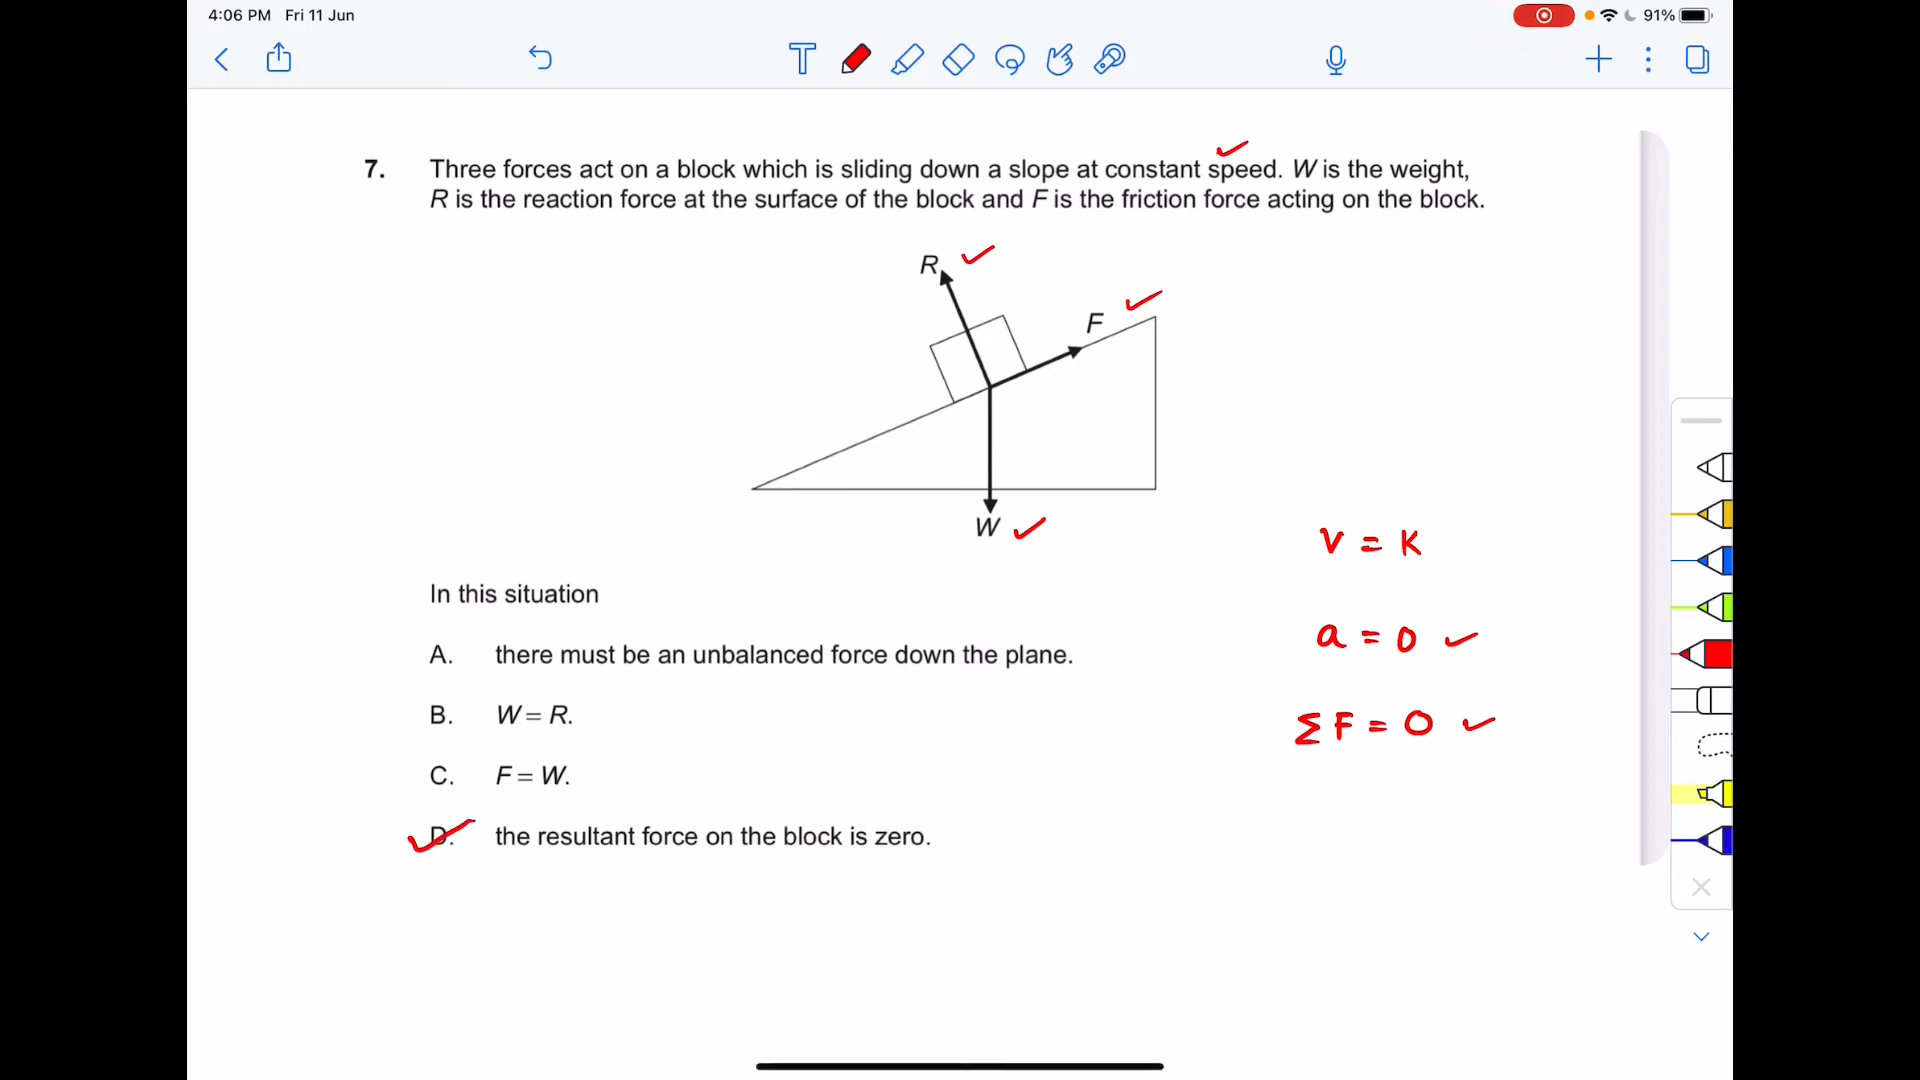 4:06 PM Fri 11 Jun
91%
T
7. Three forces act on a block which is sliding down a slope at constant speed. W is the weight,
R is the reaction force at the surface of the block and F is the friction force acting on the block.
R
F
W
V = K
In this situation
a = 0
A. there must be an unbalanced force down the plane.
B. W = R.
Σ F = 0
C. F = W.
D. the resultant force on the block is zero.